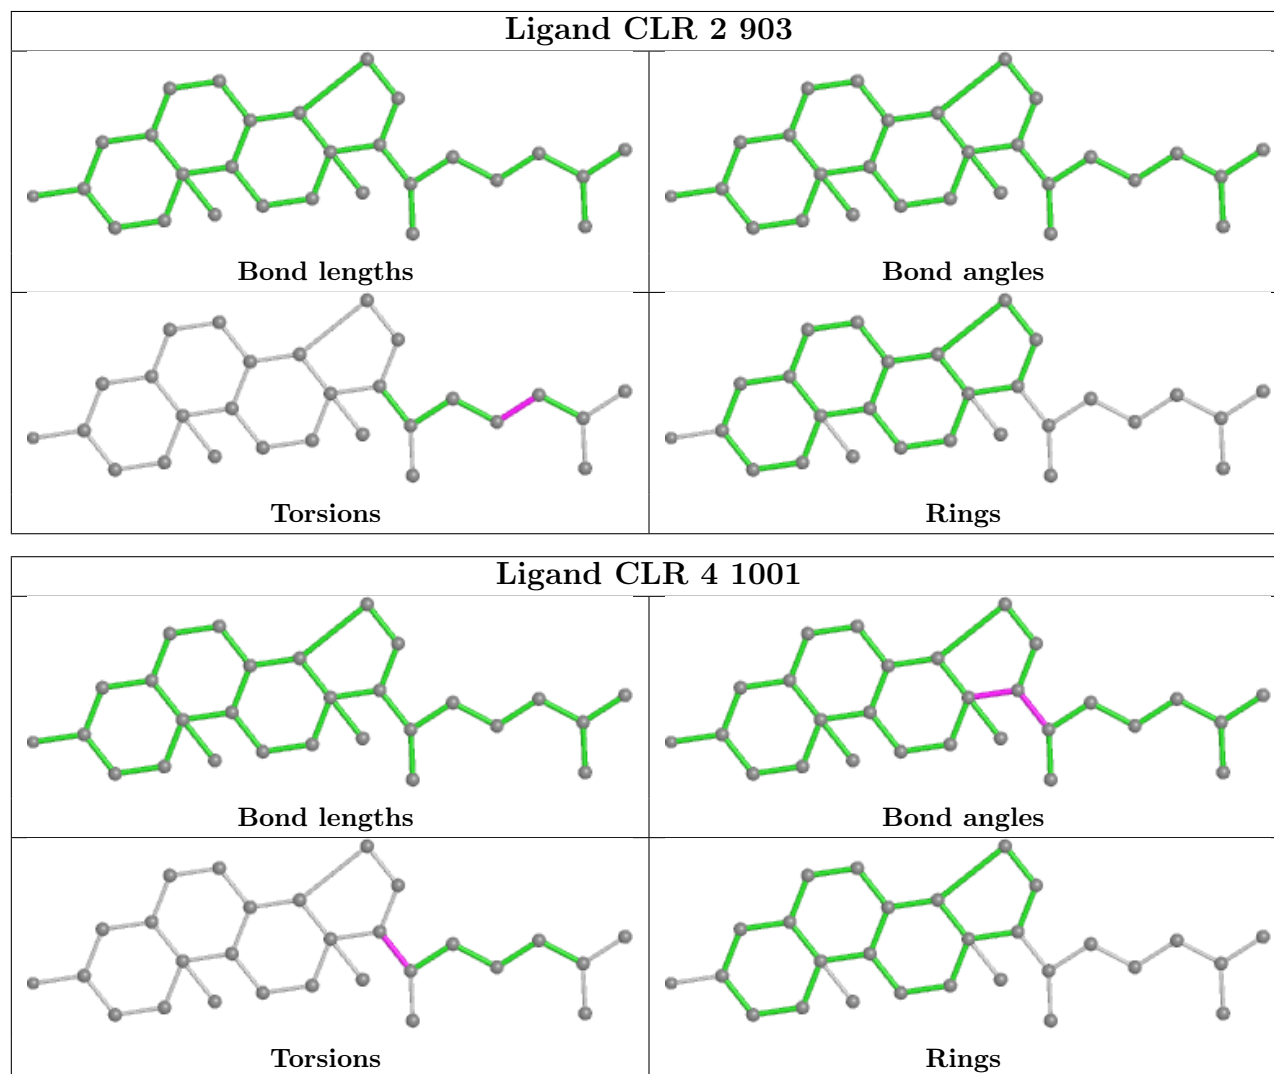 Ligand CLR 2 903
Bond lengths
Bond angles
Torsions
Rings
Ligand CLR 4 1001
Bond lengths
Bond angles
Torsions
Rings